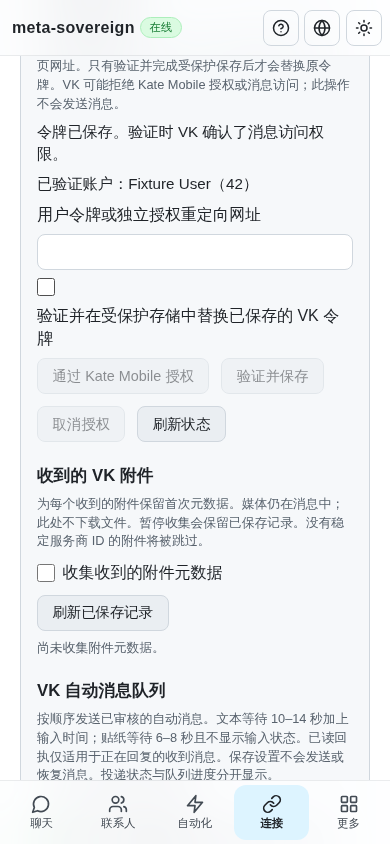 meta-sovereign 在线
页网址。只有验证并完成受保护保存后才会替换原令
牌。VK 可能拒绝 Kate Mobile 授权或消息访问；此操作
不会发送消息。
令牌已保存。验证时 VK 确认了消息访问权
限。
已验证账户：Fixture User（42）
用户令牌或独立授权重定向网址
验证并在受保护存储中替换已保存的 VK 令
牌
通过 Kate Mobile 授权 验证并保存
取消授权 刷新状态
收到的 VK 附件
为每个收到的附件保留首次元数据。媒体仍在消息中；
此处不下载文件。暂停收集会保留已保存记录。没有稳
定服务商 ID 的附件将被跳过。
收集收到的附件元数据
刷新已保存记录
尚未收集附件元数据。
VK 自动消息队列
按顺序发送已审核的自动消息。文本等待 10–14 秒加上
输入时间；贴纸等待 6–8 秒且不显示输入状态。已读回
执仅适用于正在回复的收到消息。保存设置不会发送或
恢复消息。投递状态与队列进度分开显示。
聊天 联系人 自动化 连接 更多